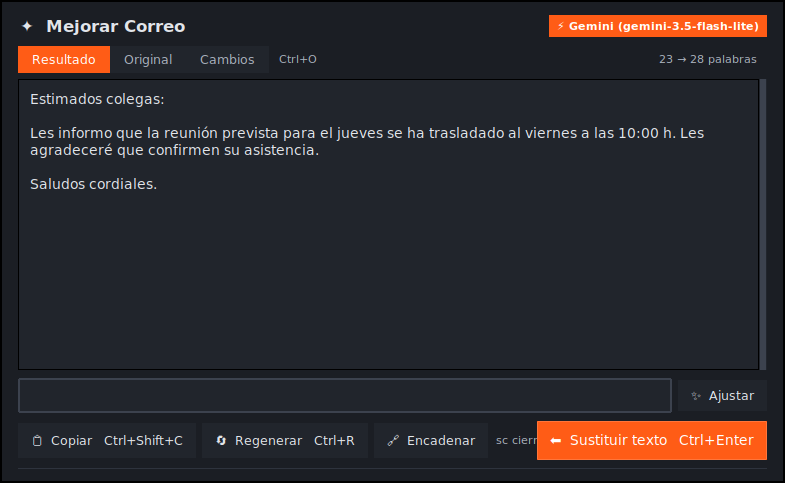 ✦ Mejorar Correo
⚡ Gemini (gemini-3.5-flash-lite)
Resultado Original Cambios Ctrl+O 23 → 28 palabras
Estimados colegas:
Les informo que la reunión prevista para el jueves se ha trasladado al viernes a las 10:00 h. Les
agradeceré que confirmen su asistencia.
Saludos cordiales.
✨ Ajustar
📋 Copiar Ctrl+Shift+C 🔄 Regenerar Ctrl+R 🔗 Encadenar sc cierr ⬅ Sustituir texto Ctrl+Enter